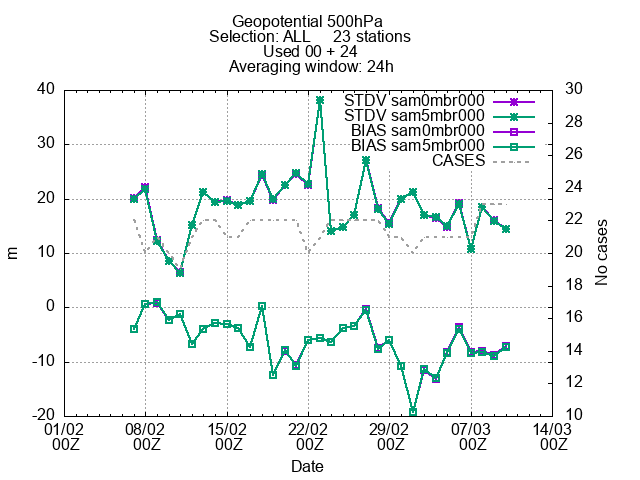 Geopotential 500hPa
Selection: ALL 23 stations
Used 00 + 24
Averaging window: 24h
STDV sam0mbr000
STDV sam5mbr000
BIAS sam0mbr000
BIAS sam5mbr000
CASES
40
30
20
10
0
-10
-20
m
30
28
26
24
22
20
18
16
14
12
10
No cases
01/02 08/02 15/02 22/02 29/02 07/03 14/03
00Z 00Z 00Z 00Z 00Z 00Z 00Z
Date